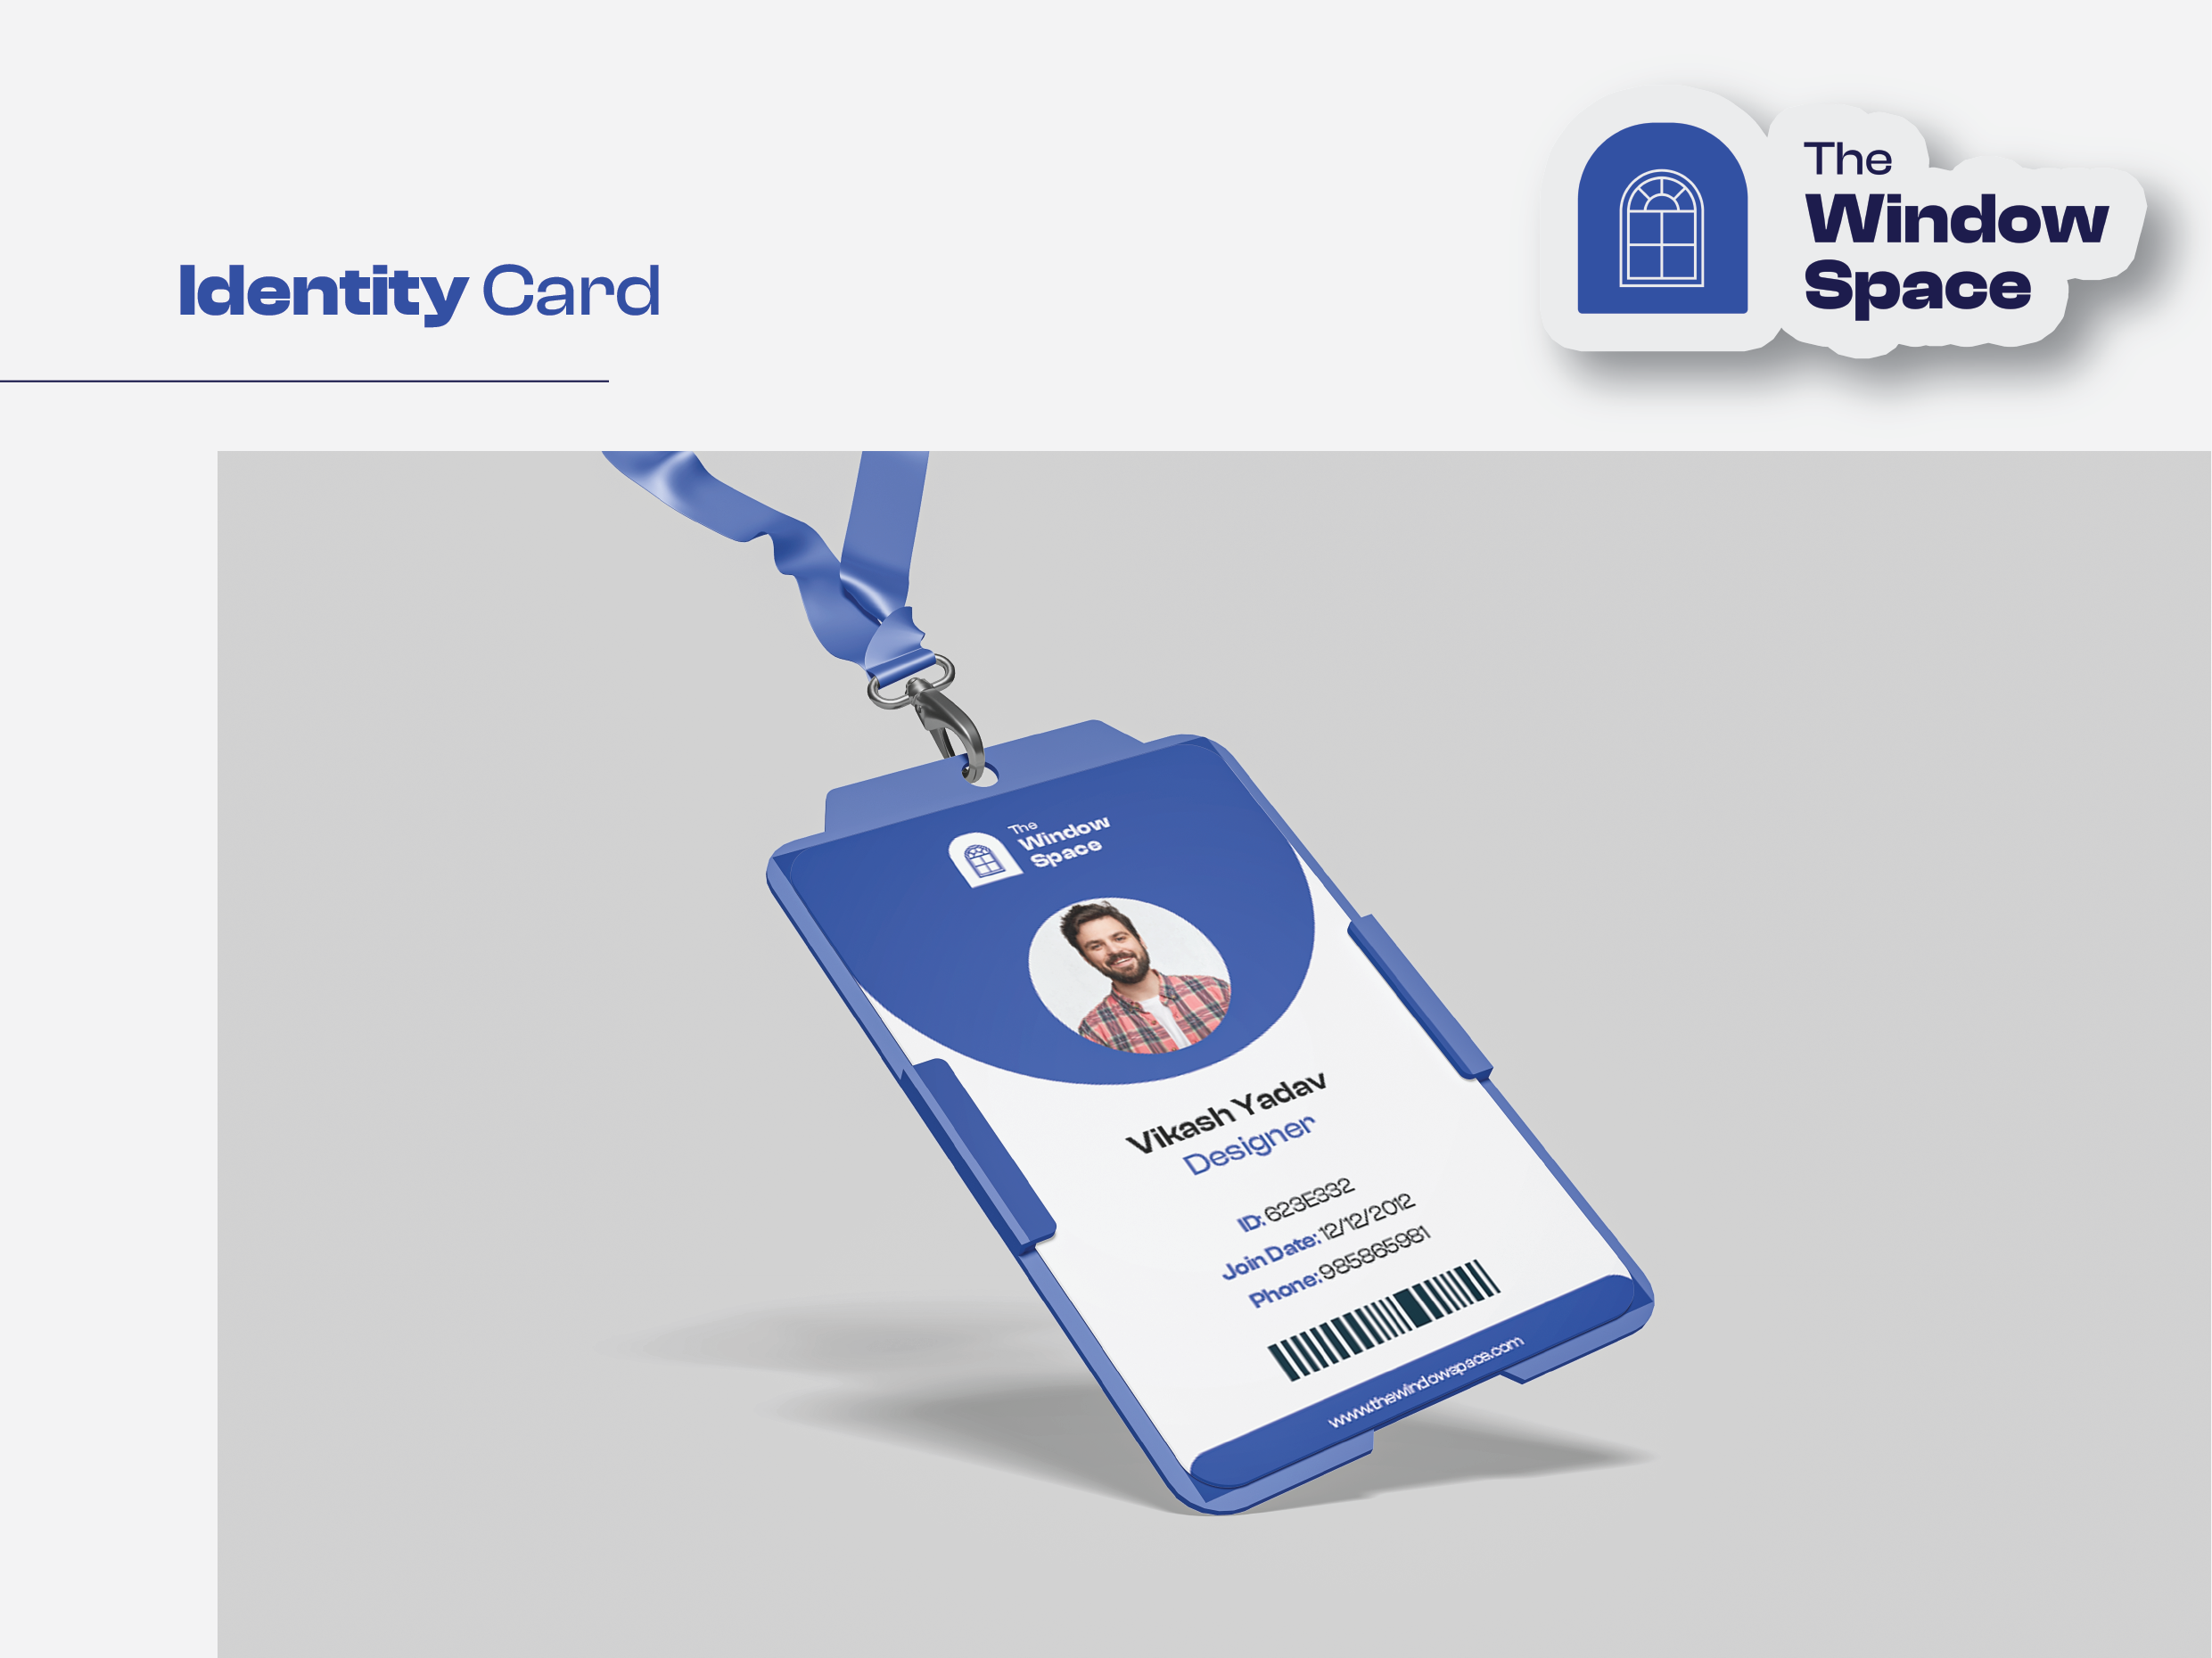 Identity Card
The
Window
Space
The
Window
Space
Vikash Yadav
Designer
ID: 623E332
Join Date: 12/12/2012
Phone: 985865981
www.thewindowspace.com